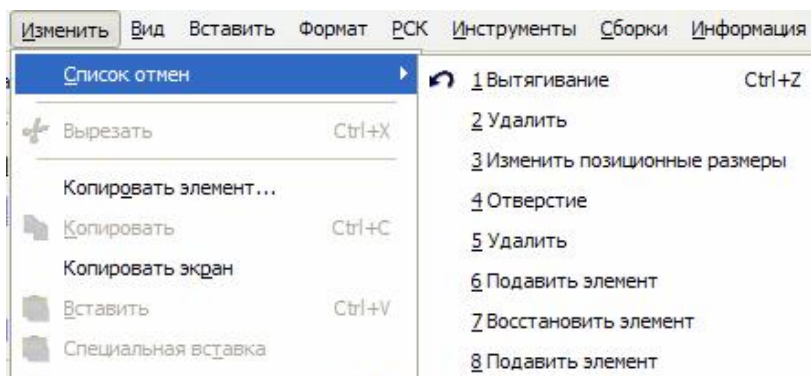 Изменить Вид Вставить Формат РСК Инструменты Сборки Информация
Список отмен
Вырезать Ctrl+X
Копировать элемент...
Копировать Ctrl+C
Копировать экран
Вставить Ctrl+V
Специальная вставка
1 Вытягивание Ctrl+Z
2 Удалить
3 Изменить позиционные размеры
4 Отверстие
5 Удалить
6 Подавить элемент
7 Восстановить элемент
8 Подавить элемент